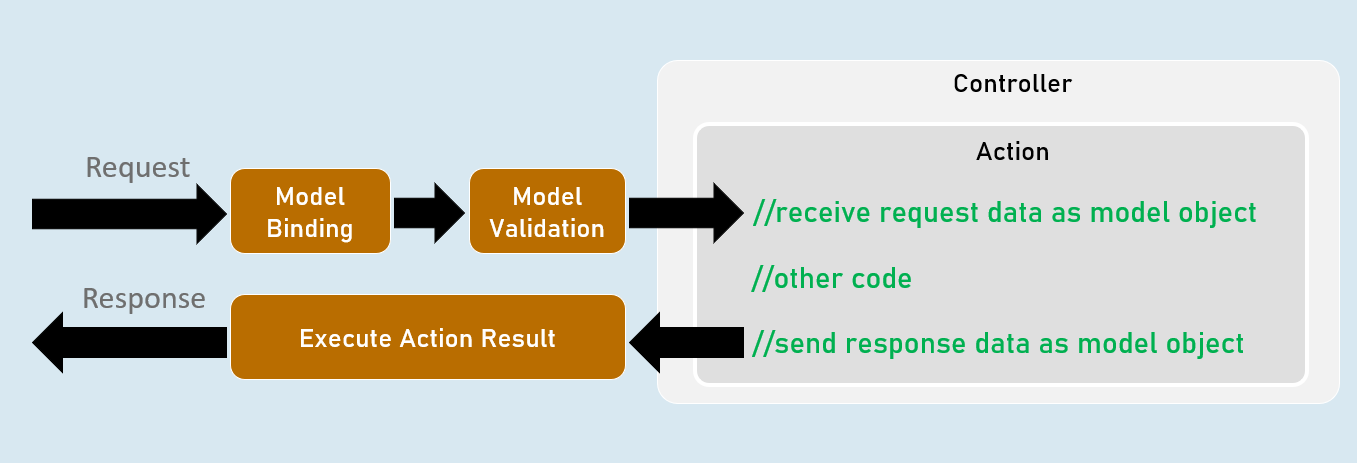 Controller
Action
Request
Model
Binding
Model
Validation
//receive request data as model object
//other code
Response
Execute Action Result
//send response data as model object